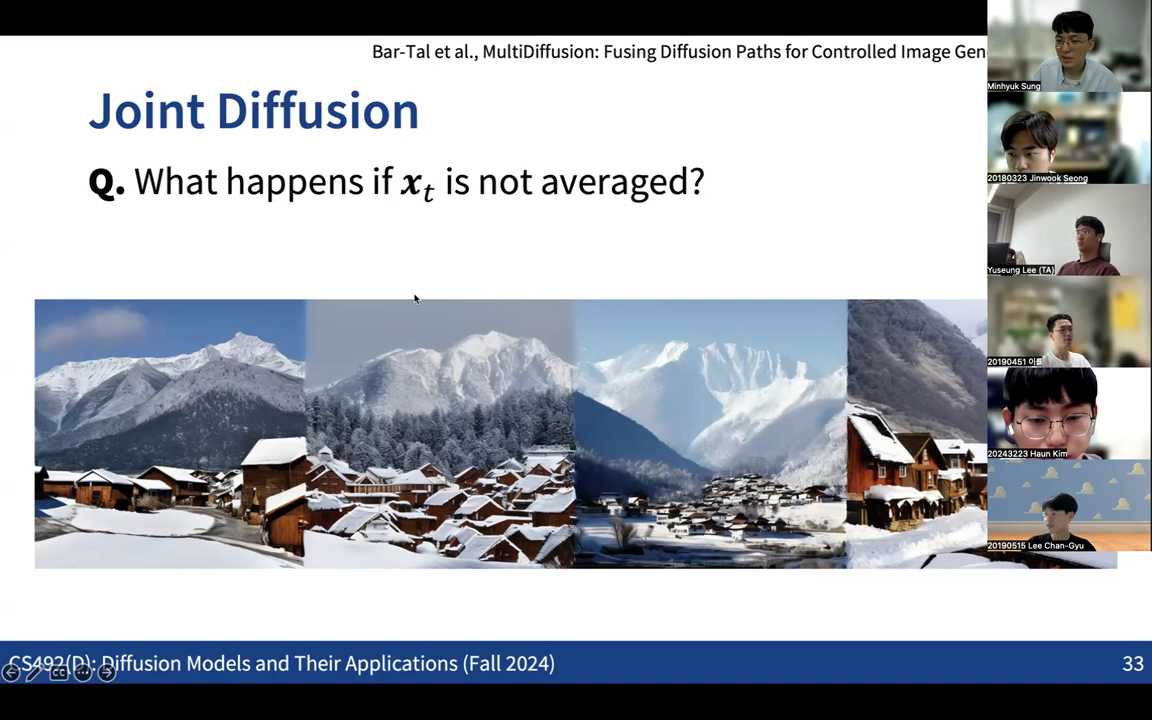 Bar-Tal et al., MultiDiffusion: Fusing Diffusion Paths for Controlled Image Gen
Joint Diffusion
Q. What happens if 𝒙ₜ is not averaged?
Minhyuk Sung
20180323 Jinwook Seong
Yuseung Lee (TA)
20190451 이름
20243223 Haun Kim
20190515 Lee Chan-Gyu
CS492(D): Diffusion Models and Their Applications (Fall 2024)
CC
33